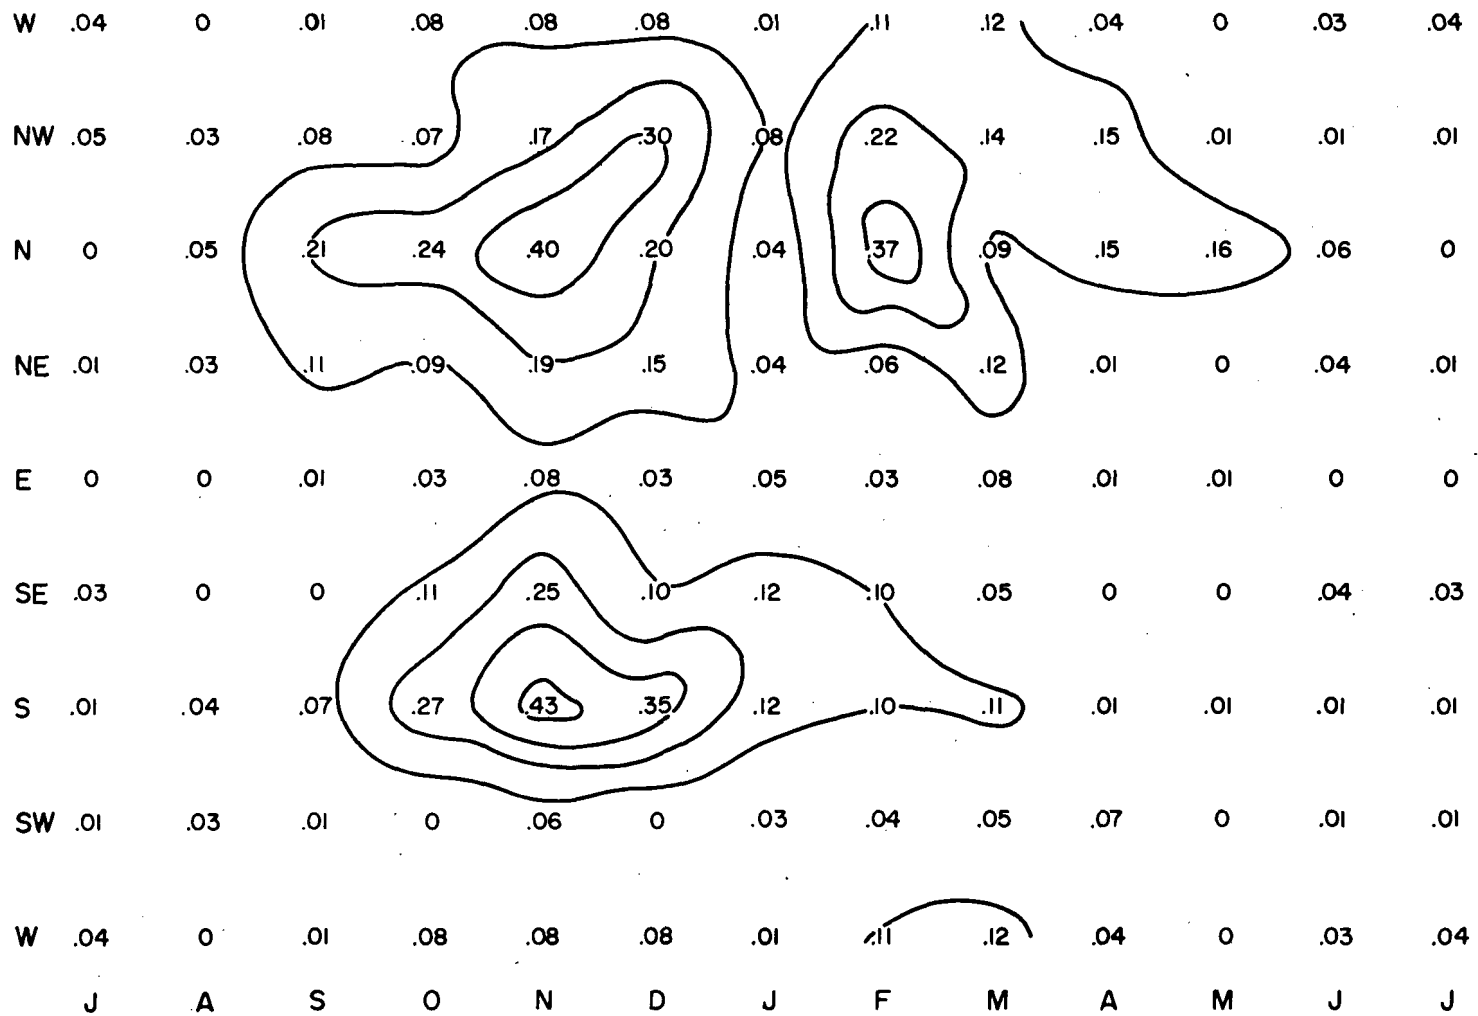 W .04 0 .01 .08 .08 .08 .01 .11 .12 .04 0 .03 .04
NW .05 .03 .08 .07 .17 .30 .08 .22 .14 .15 .01 .01 .01
N 0 .05 .21 .24 .40 .20 .04 .37 .09 .15 .16 .06 0
NE .01 .03 .11 .09 .19 .15 .04 .06 .12 .01 0 .04 .01
E 0 0 .01 .03 .08 .03 .05 .03 .08 .01 .01 0 0
SE .03 0 0 .11 .25 .10 .12 .10 .05 0 0 .04 .03
S .01 .04 .07 .27 .43 .35 .12 .10 .11 .01 .01 .01 .01
SW .01 .03 .01 0 .06 0 .03 .04 .05 .07 0 .01 .01
W .04 0 .01 .08 .08 .08 .01 .11 .12 .04 0 .03 .04
J A S O N D J F M A M J J